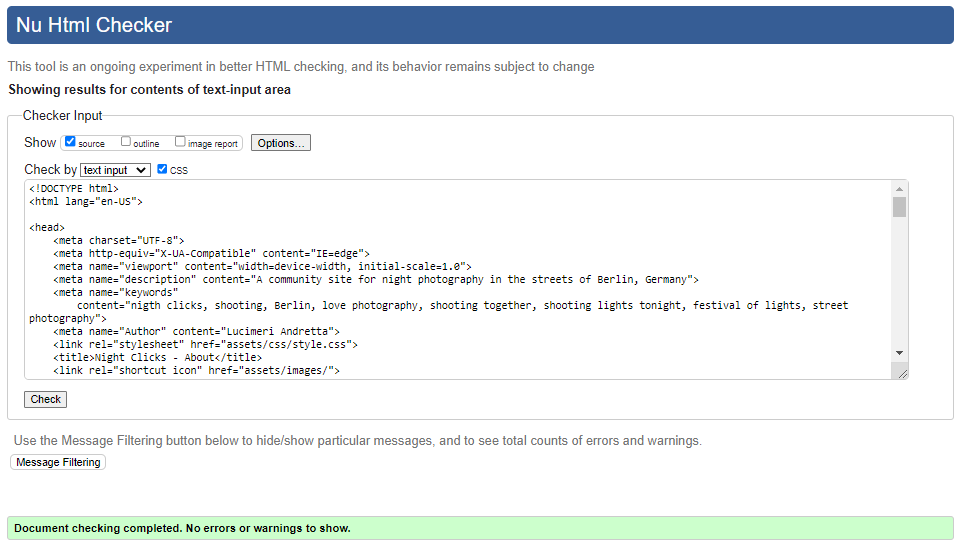 Nu Html Checker
This tool is an ongoing experiment in better HTML checking, and its behavior remains subject to change
Showing results for contents of text-input area
Checker Input
Show source outline image report Options...
Check by text input CSS
<!DOCTYPE html>
<html lang="en-US">
<head>
<meta charset="UTF-8">
<meta http-equiv="X-UA-Compatible" content="IE=edge">
<meta name="viewport" content="width=device-width, initial-scale=1.0">
<meta name="description" content="A community site for night photography in the streets of Berlin, Germany">
<meta name="keywords"
content="nigth clicks, shooting, Berlin, love photography, shooting together, shooting lights tonight, festival of lights, street
photography">
<meta name="Author" content="Lucimeri Andretta">
<link rel="stylesheet" href="assets/css/style.css">
<title>Night Clicks - About</title>
<link rel="shortcut icon" href="assets/images/">
Check
Use the Message Filtering button below to hide/show particular messages, and to see total counts of errors and warnings.
Message Filtering
Document checking completed. No errors or warnings to show.